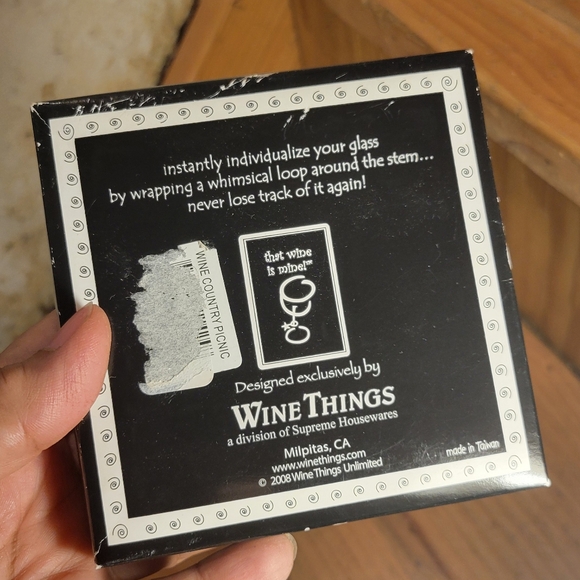 instantly individualize your glass
by wrapping a whimsical loop around the stem...
never lose track of it again!
that wine
is mine!™
WINE COUNTRY PICNIC
Designed exclusively by
WINE THINGS
a division of Supreme Housewares
Milpitas, CA
www.winethings.com
© 2008 Wine Things Unlimited
made in Taiwan